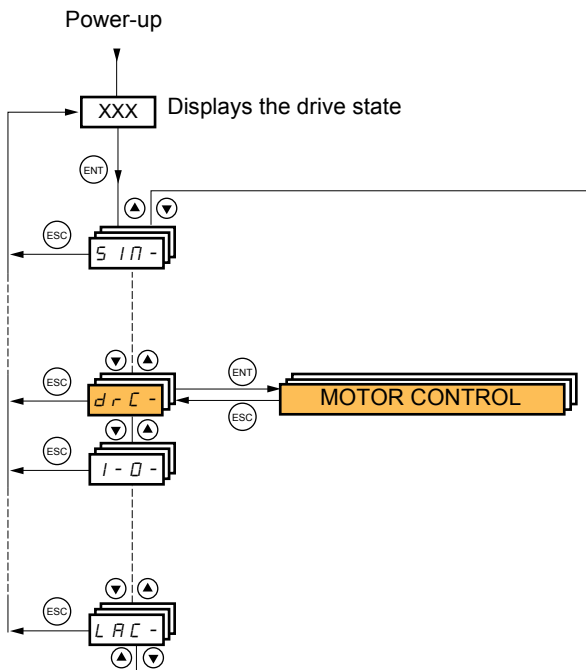 Power-up
XXX Displays the drive state
ENT
ESC
SIM-
ENT
ESC
drC-
MOTOR CONTROL
ESC
ESC
I-O-
ESC
LAC-